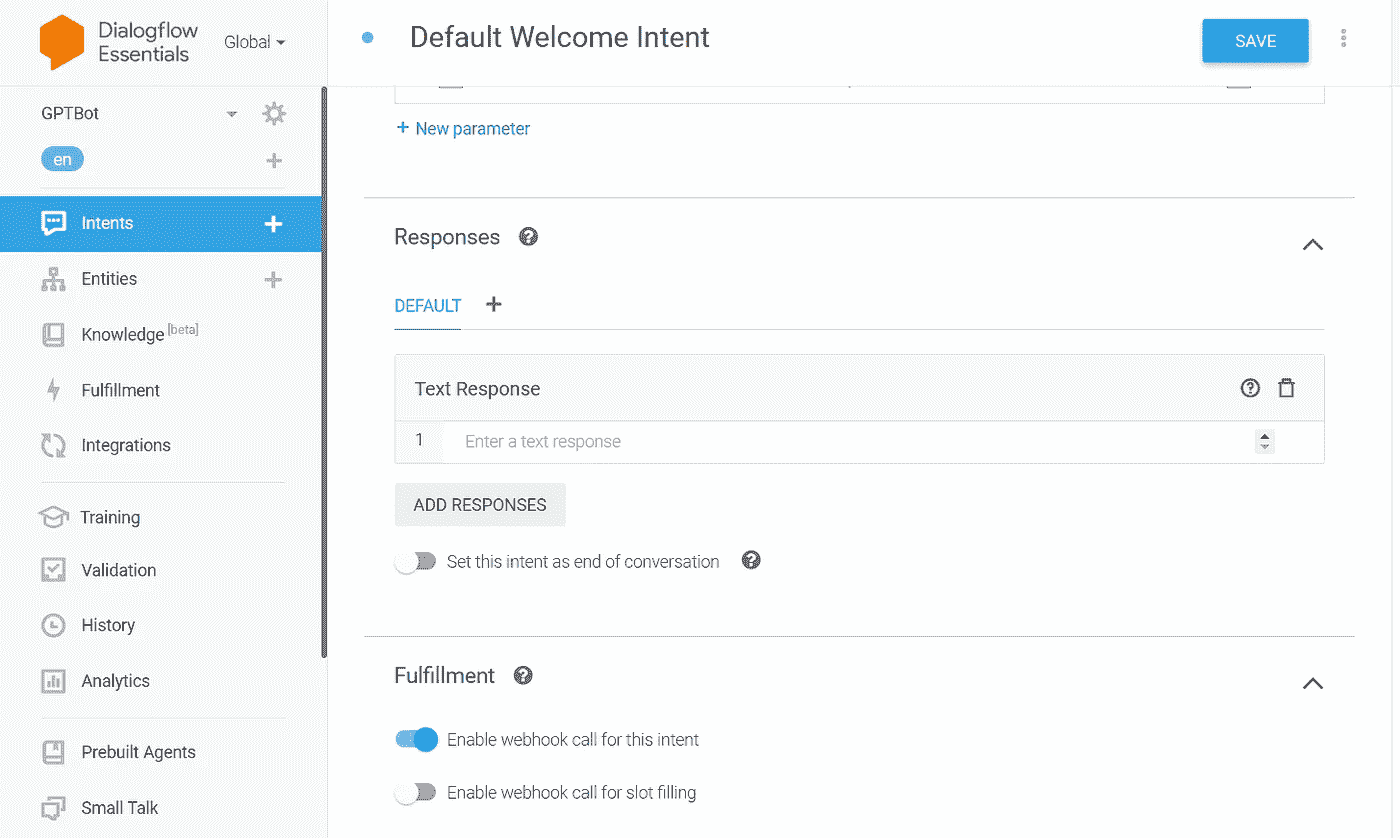 Dialogflow
Essentials
Global
Default Welcome Intent
SAVE
GPTBot
en
Intents
Entities
Knowledge [beta]
Fulfillment
Integrations
Training
Validation
History
Analytics
Prebuilt Agents
Small Talk
+ New parameter
Responses
DEFAULT
Text Response
1 Enter a text response
ADD RESPONSES
Set this intent as end of conversation
Fulfillment
Enable webhook call for this intent
Enable webhook call for slot filling